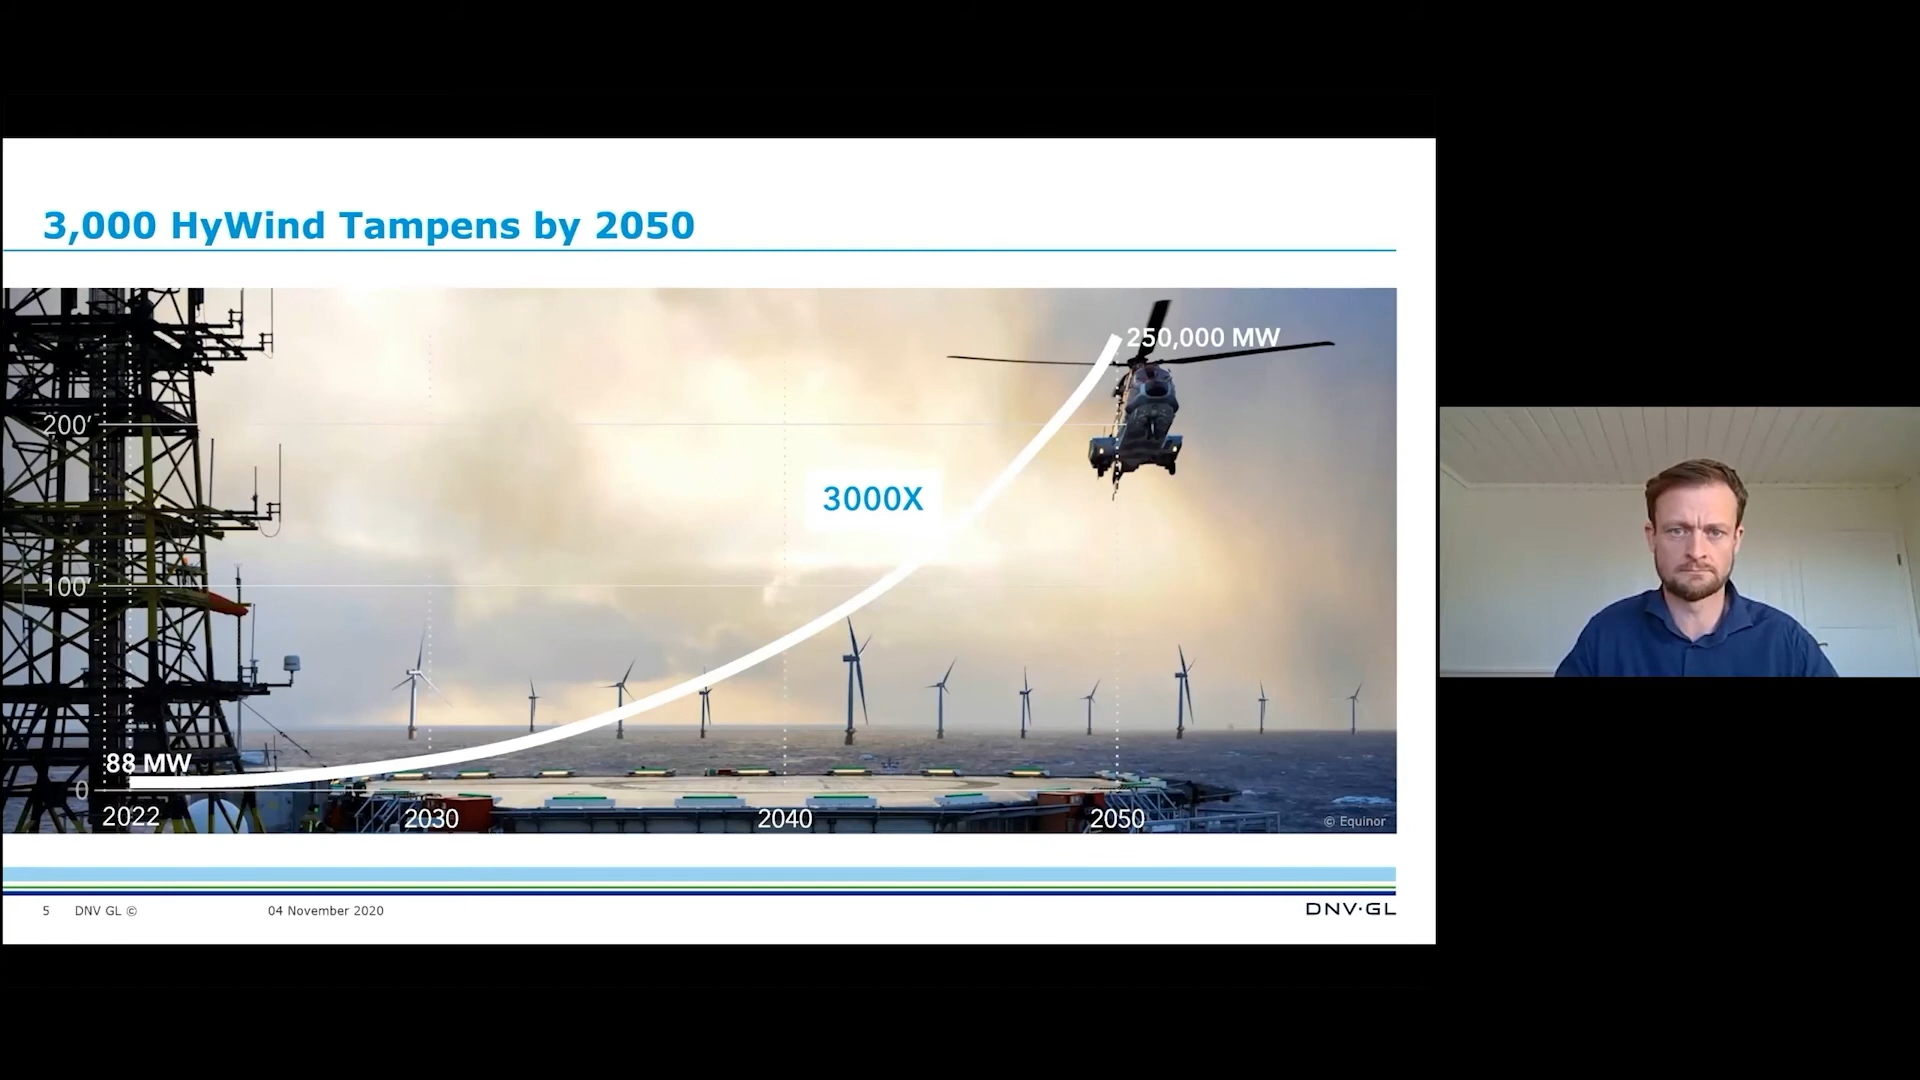 3,000 HyWind Tampens by 2050
250,000 MW
200’
3000X
100’
88 MW
0
2022
2030
2040
2050
© Equinor
5 DNV GL © 04 November 2020
DNV·GL